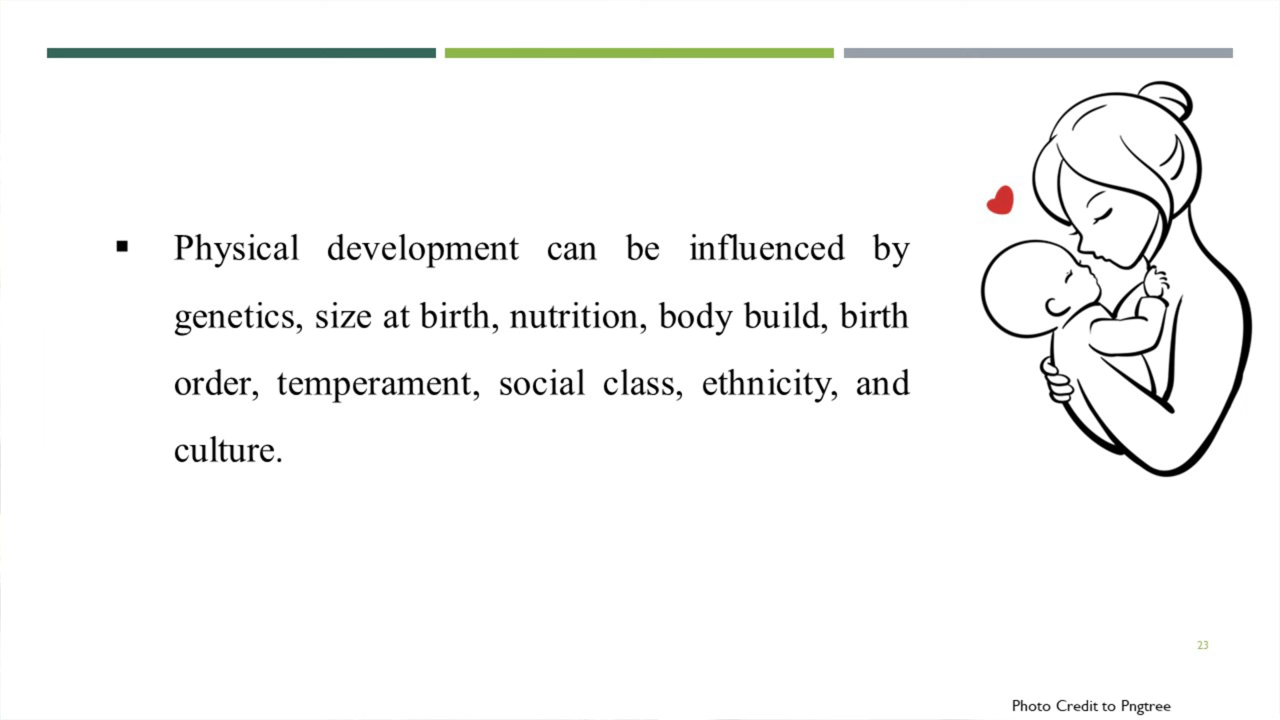 ▪ Physical development can be influenced by
genetics, size at birth, nutrition, body build, birth
order, temperament, social class, ethnicity, and
culture.
23
Photo Credit to Pngtree